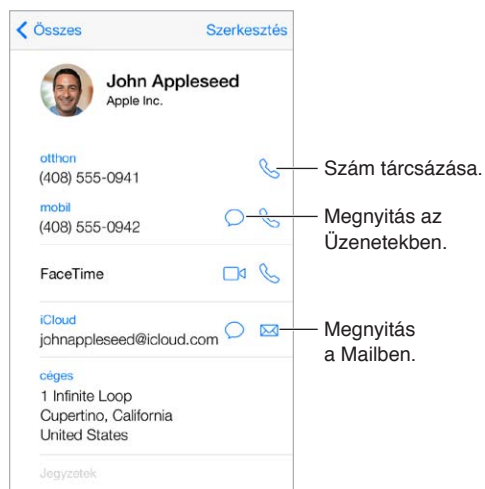 Összes Szerkesztés
John Appleseed
Apple Inc.
otthon
(408) 555-0941
Szám tárcsázása.
mobil
(408) 555-0942
Megnyitás az
Üzenetekben.
FaceTime
iCloud
johnappleseed@icloud.com
Megnyitás
a Mailben.
céges
1 Infinite Loop
Cupertino, California
United States
Jegyzetek